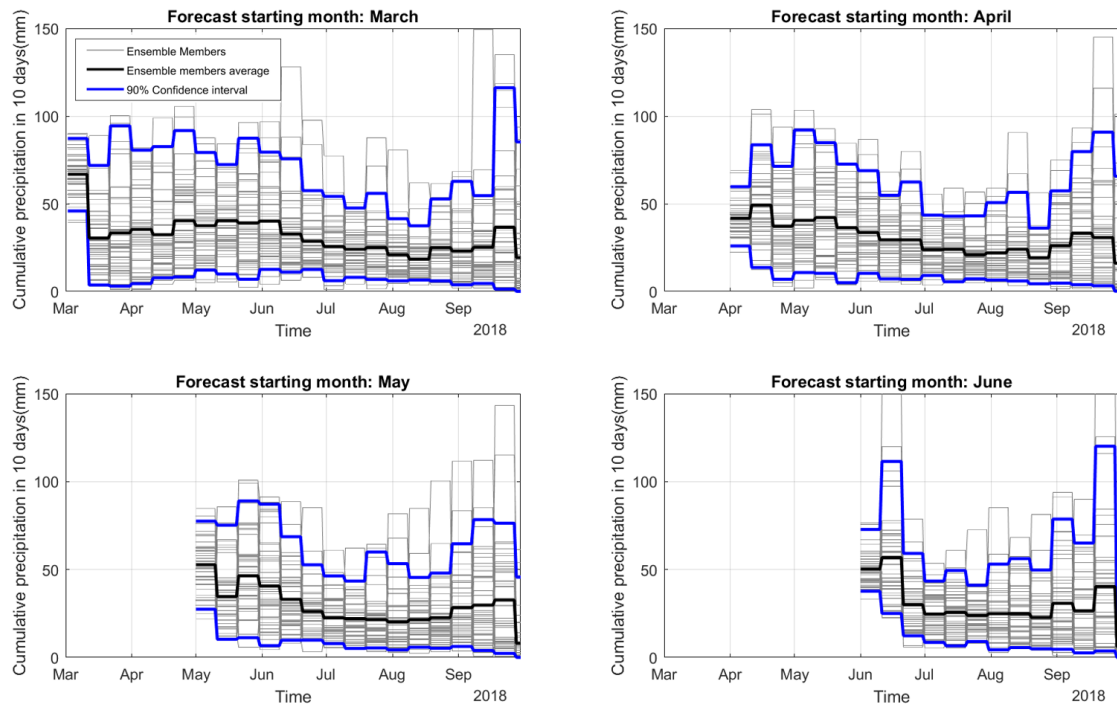 Forecast starting month: March
Cumulative precipitation in 10 days(mm)
150
100
50
0
Ensemble Members
Ensemble members average
90% Confidence interval
Mar Apr May Jun Jul Aug Sep
Time
2018
Forecast starting month: April
Cumulative precipitation in 10 days(mm)
150
100
50
0
Mar Apr May Jun Jul Aug Sep
Time
2018
Forecast starting month: May
Cumulative precipitation in 10 days(mm)
150
100
50
0
Mar Apr May Jun Jul Aug Sep
Time
2018
Forecast starting month: June
Cumulative precipitation in 10 days(mm)
150
100
50
0
Mar Apr May Jun Jul Aug Sep
Time
2018